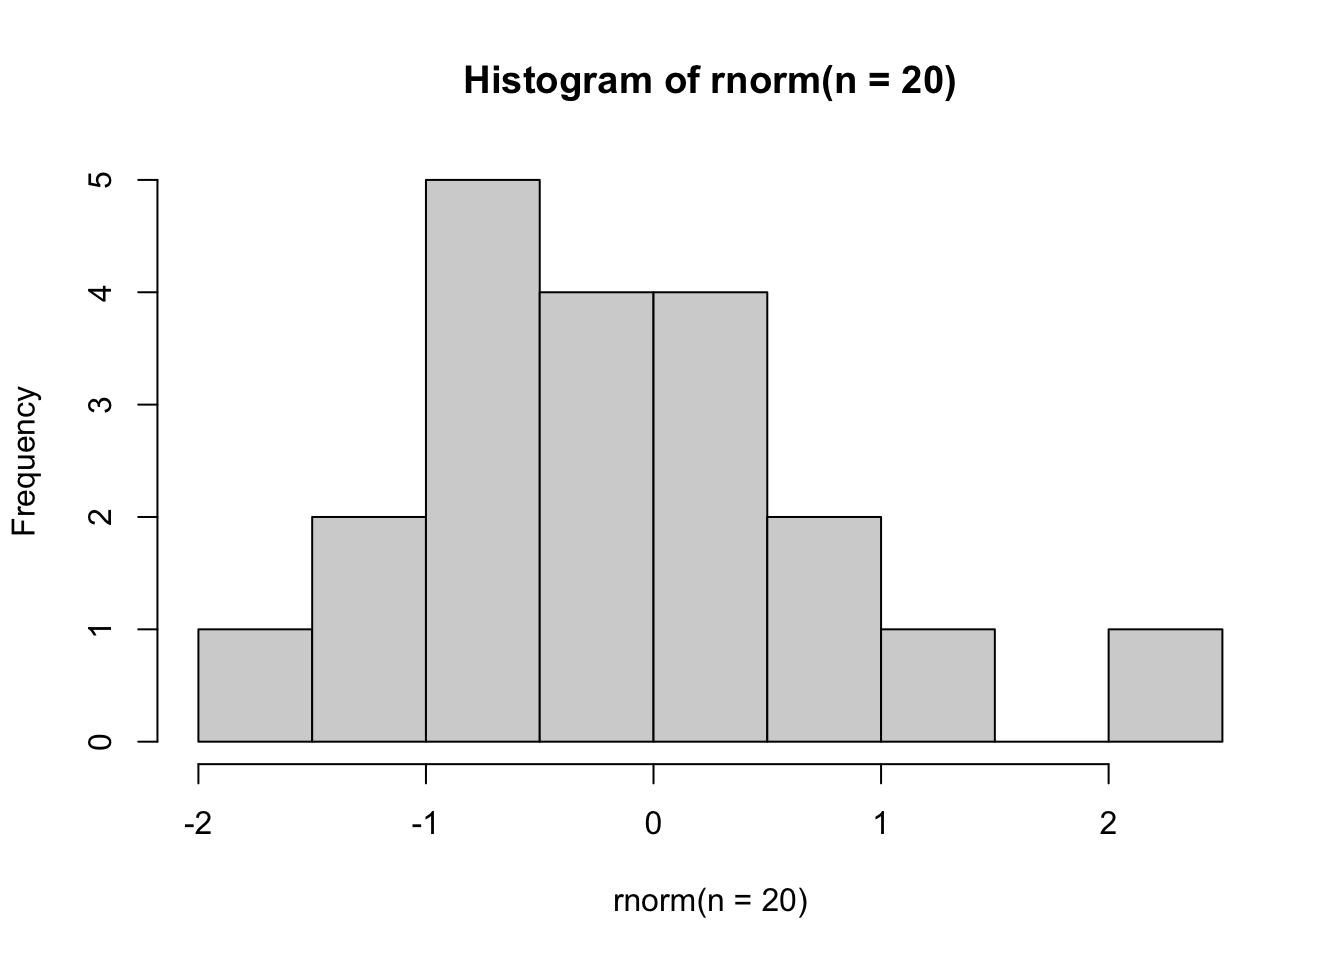 Histogram of rnorm(n = 20)
5
4
3
2
1
0
Frequency
-2 -1 0 1 2
rnorm(n = 20)